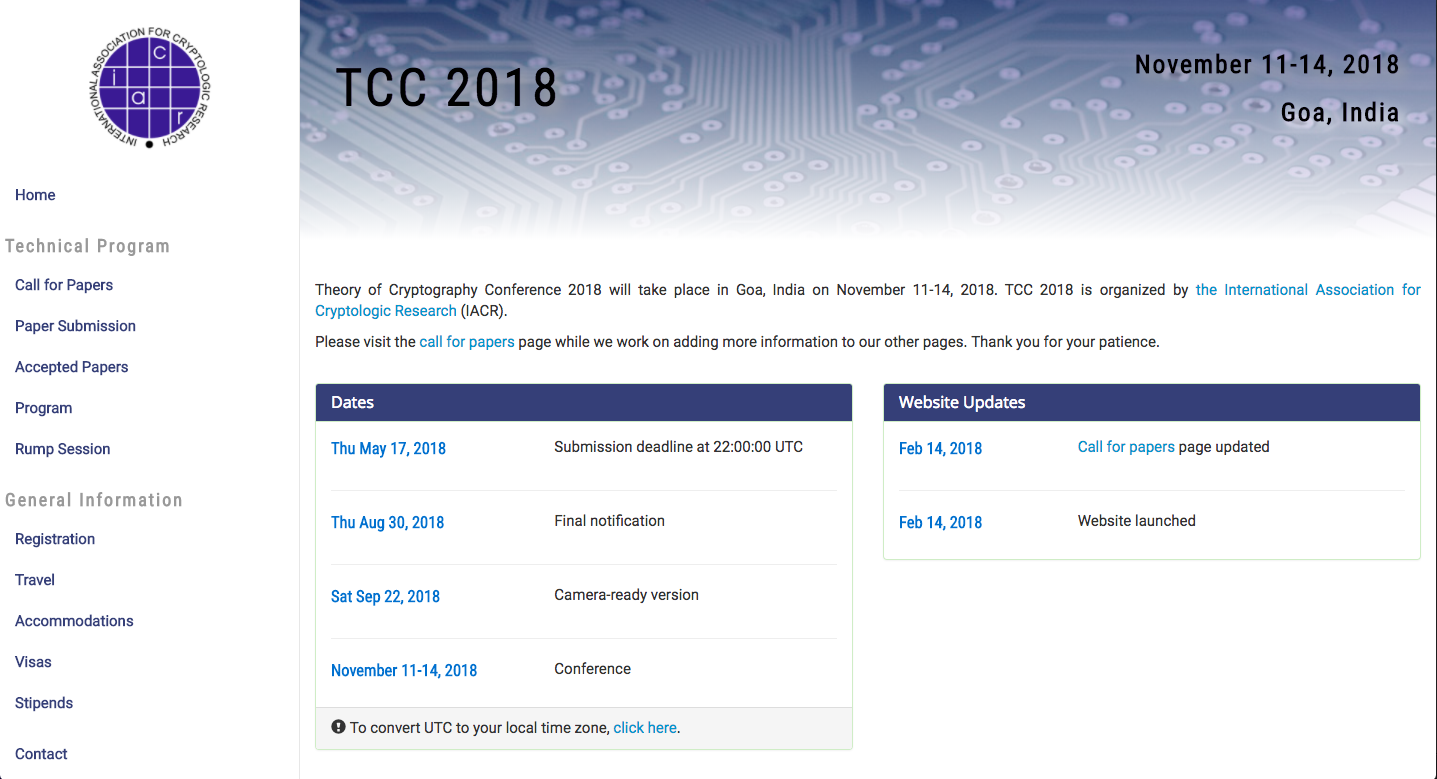 INTERNATIONAL ASSOCIATION FOR CRYPTOLOGIC RESEARCH
c
i
a
r
Home
Technical Program
Call for Papers
Paper Submission
Accepted Papers
Program
Rump Session
General Information
Registration
Travel
Accommodations
Visas
Stipends
Contact
TCC 2018
November 11-14, 2018
Goa, India
Theory of Cryptography Conference 2018 will take place in Goa, India on November 11-14, 2018. TCC 2018 is organized by the International Association for
Cryptologic Research (IACR).
Please visit the call for papers page while we work on adding more information to our other pages. Thank you for your patience.
Dates
Thu May 17, 2018 Submission deadline at 22:00:00 UTC
Thu Aug 30, 2018 Final notification
Sat Sep 22, 2018 Camera-ready version
November 11-14, 2018 Conference
To convert UTC to your local time zone, click here.
Website Updates
Feb 14, 2018 Call for papers page updated
Feb 14, 2018 Website launched